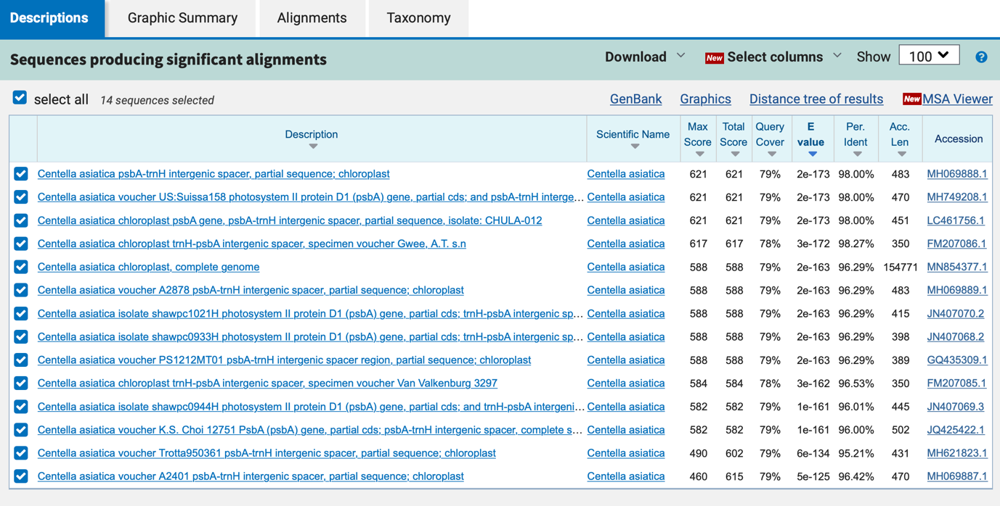 Descriptions Graphic Summary Alignments Taxonomy
Sequences producing significant alignments Download New Select columns Show 100 ?
select all 14 sequences selected GenBank Graphics Distance tree of results New MSA Viewer
Description Scientific Name Max Score Total Score Query Cover E value Per. Ident Acc. Len Accession
Centella asiatica psbA-trnH intergenic spacer, partial sequence; chloroplast Centella asiatica 621 621 79% 2e-173 98.00% 483 MH069888.1
Centella asiatica voucher US:Suissa158 photosystem II protein D1 (psbA) gene, partial cds; and psbA-trnH interge... Centella asiatica 621 621 79% 2e-173 98.00% 470 MH749208.1
Centella asiatica chloroplast psbA gene, psbA-trnH intergenic spacer, partial sequence, isolate: CHULA-012 Centella asiatica 621 621 79% 2e-173 98.00% 451 LC461756.1
Centella asiatica chloroplast trnH-psbA intergenic spacer, specimen voucher Gwee, A.T. s.n Centella asiatica 617 617 78% 3e-172 98.27% 350 FM207086.1
Centella asiatica chloroplast, complete genome Centella asiatica 588 588 79% 2e-163 96.29% 154771 MN854377.1
Centella asiatica voucher A2878 psbA-trnH intergenic spacer, partial sequence; chloroplast Centella asiatica 588 588 79% 2e-163 96.29% 483 MH069889.1
Centella asiatica isolate shawpc1021H photosystem II protein D1 (psbA) gene, partial cds; trnH-psbA intergenic sp... Centella asiatica 588 588 79% 2e-163 96.29% 415 JN407070.2
Centella asiatica isolate shawpc0933H photosystem II protein D1 (psbA) gene, partial cds; trnH-psbA intergenic sp... Centella asiatica 588 588 79% 2e-163 96.29% 398 JN407068.2
Centella asiatica voucher PS1212MT01 psbA-trnH intergenic spacer region, partial sequence; chloroplast Centella asiatica 588 588 79% 2e-163 96.29% 389 GQ435309.1
Centella asiatica chloroplast trnH-psbA intergenic spacer, specimen voucher Van Valkenburg 3297 Centella asiatica 584 584 78% 3e-162 96.53% 350 FM207085.1
Centella asiatica isolate shawpc0944H photosystem II protein D1 (psbA) gene, partial cds; and trnH-psbA intergeni... Centella asiatica 582 582 79% 1e-161 96.01% 445 JN407069.3
Centella asiatica voucher K.S. Choi 12751 PsbA (psbA) gene, partial cds; psbA-trnH intergenic spacer, complete s... Centella asiatica 582 582 79% 1e-161 96.00% 502 JQ425422.1
Centella asiatica voucher Trotta950361 psbA-trnH intergenic spacer, partial sequence; chloroplast Centella asiatica 490 602 79% 6e-134 95.21% 431 MH621823.1
Centella asiatica voucher A2401 psbA-trnH intergenic spacer, partial sequence; chloroplast Centella asiatica 460 615 79% 5e-125 96.42% 470 MH069887.1